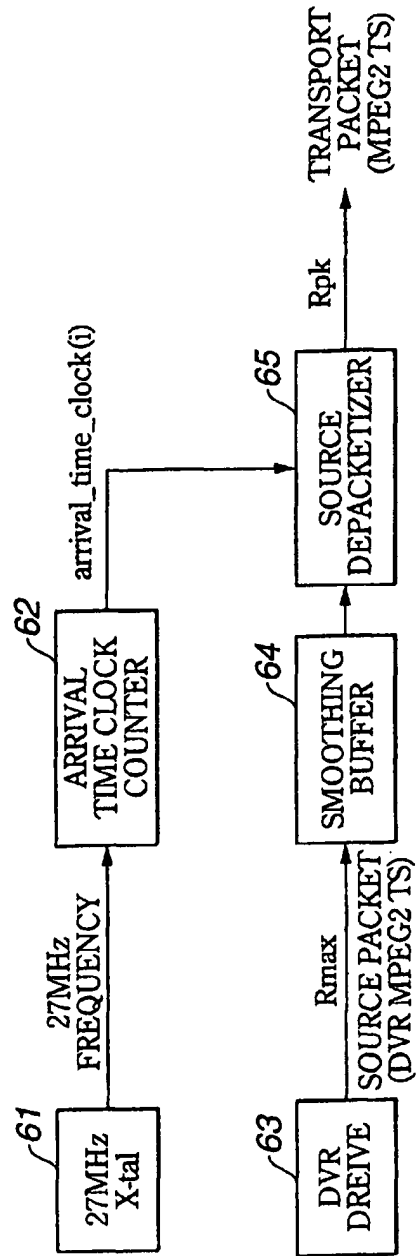 61
27MHz
X-tal
27MHz
FREQUENCY
62
ARRIVAL
TIME CLOCK
COUNTER
arrival_time_clock(i)
63
DVR
DREIVE
Rmax
SOURCE PACKET
(DVR MPEG2 TS)
64
SMOOTHING
BUFFER
65
SOURCE
DEPACKETIZER
Rpk
TRANSPORT
PACKET
(MPEG2 TS)